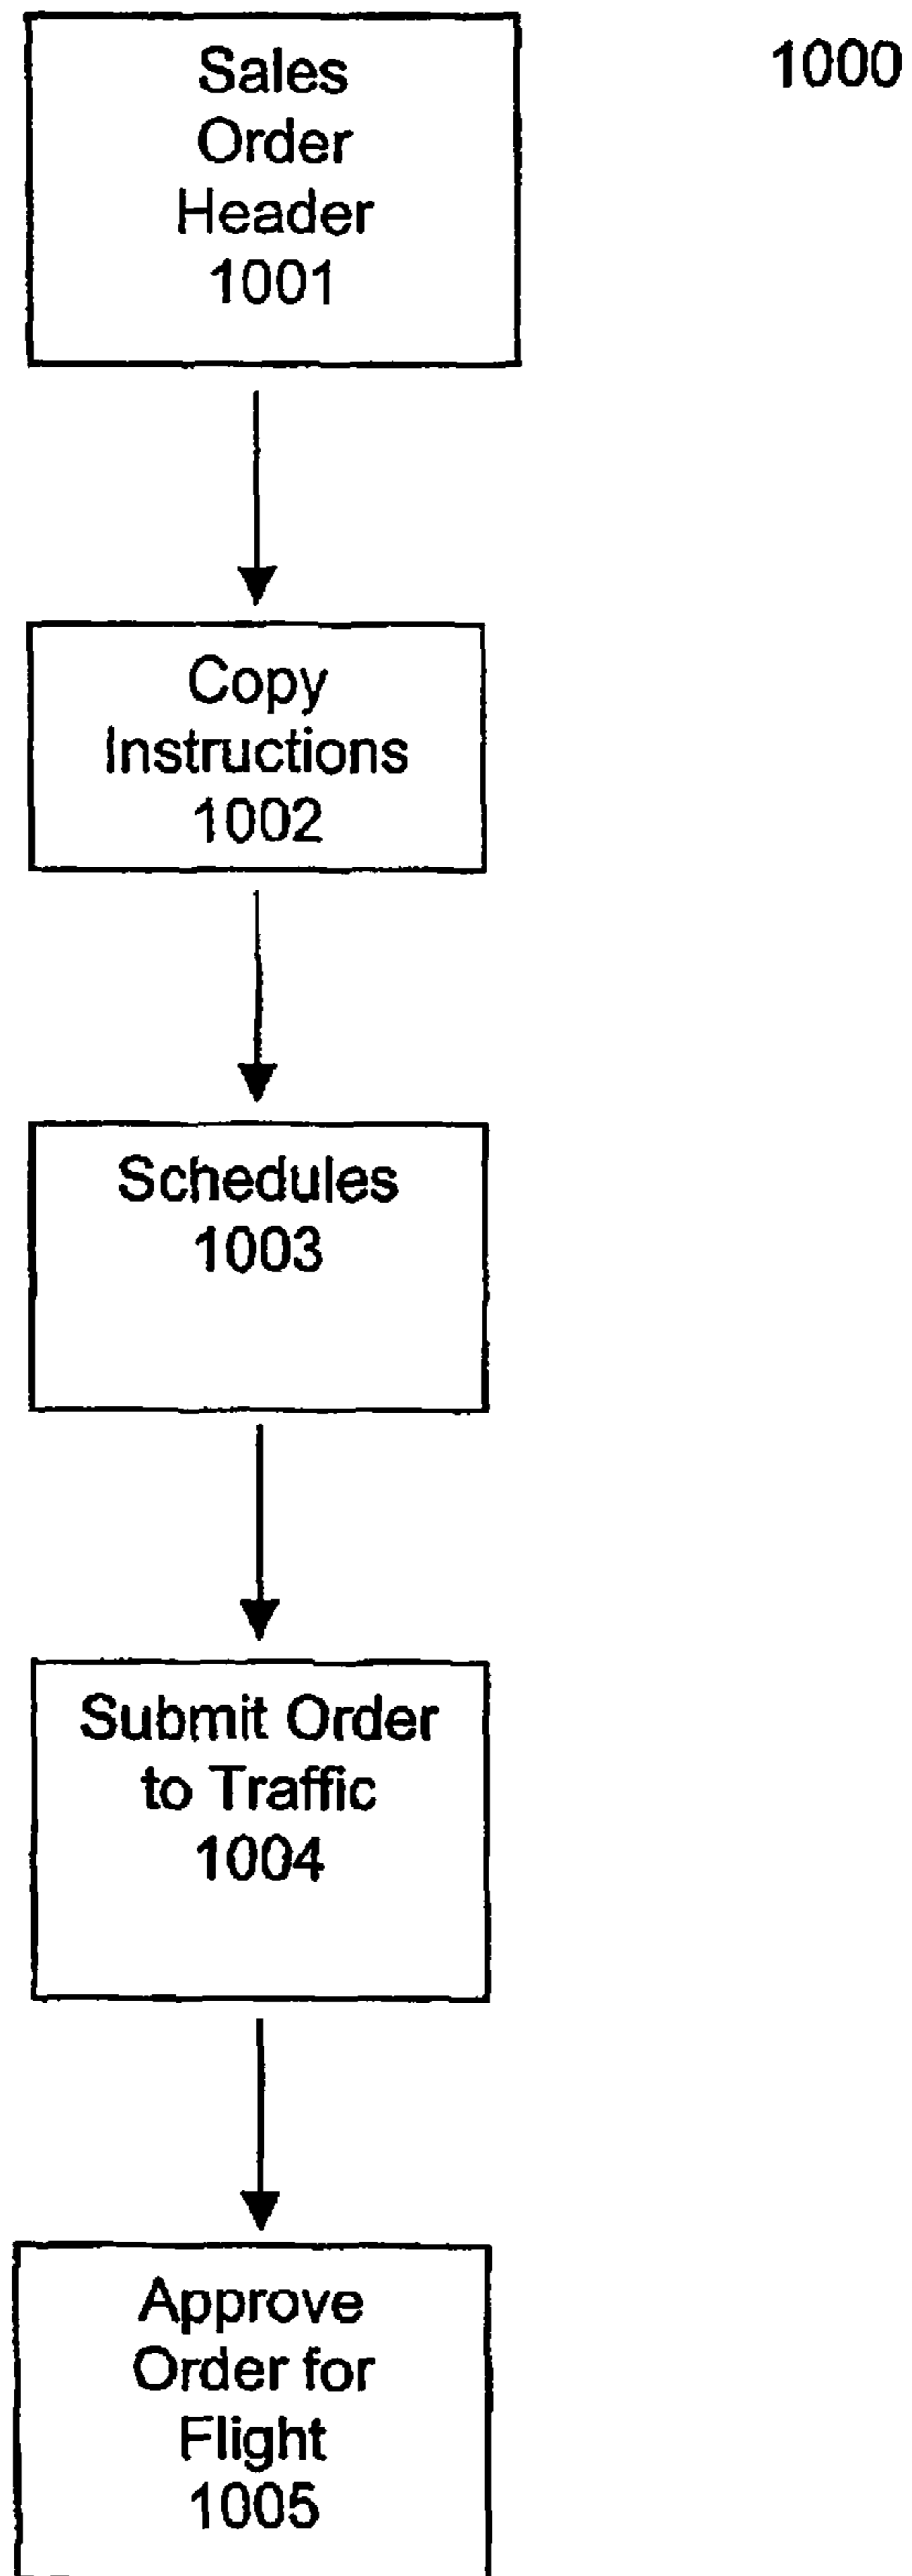 1000
Sales
Order
Header
1001
Copy
Instructions
1002
Schedules
1003
Submit Order
to Traffic
1004
Approve
Order for
Flight
1005